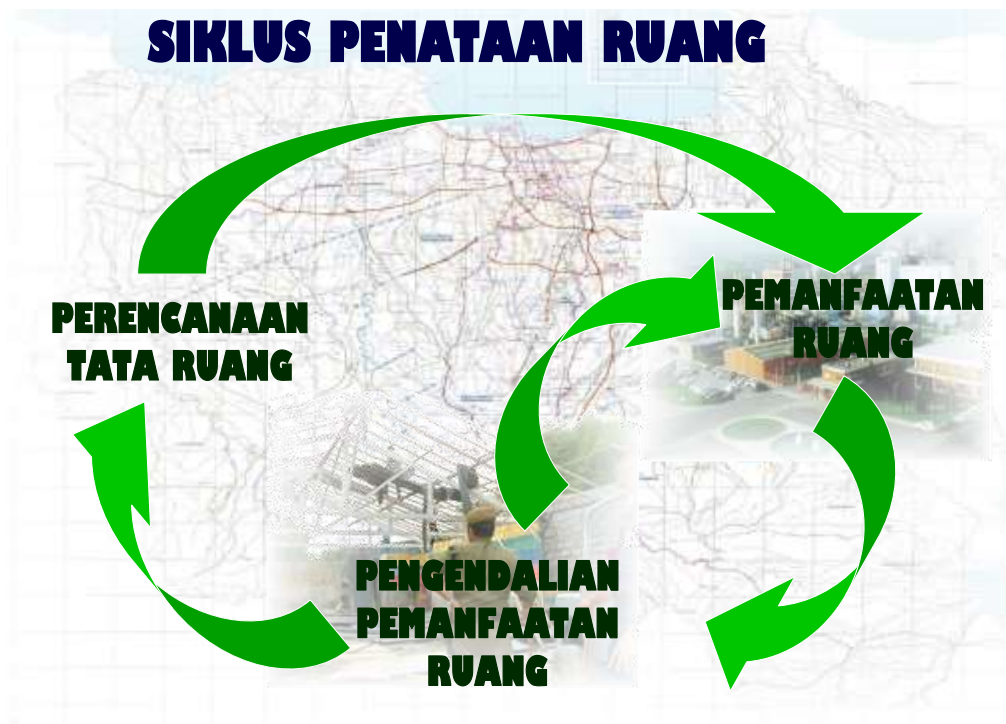 SIKLUS PENATAAN RUANG
PERENCANAAN
TATA RUANG
PEMANFAATAN
RUANG
PENGENDALIAN
PEMANFAATAN
RUANG